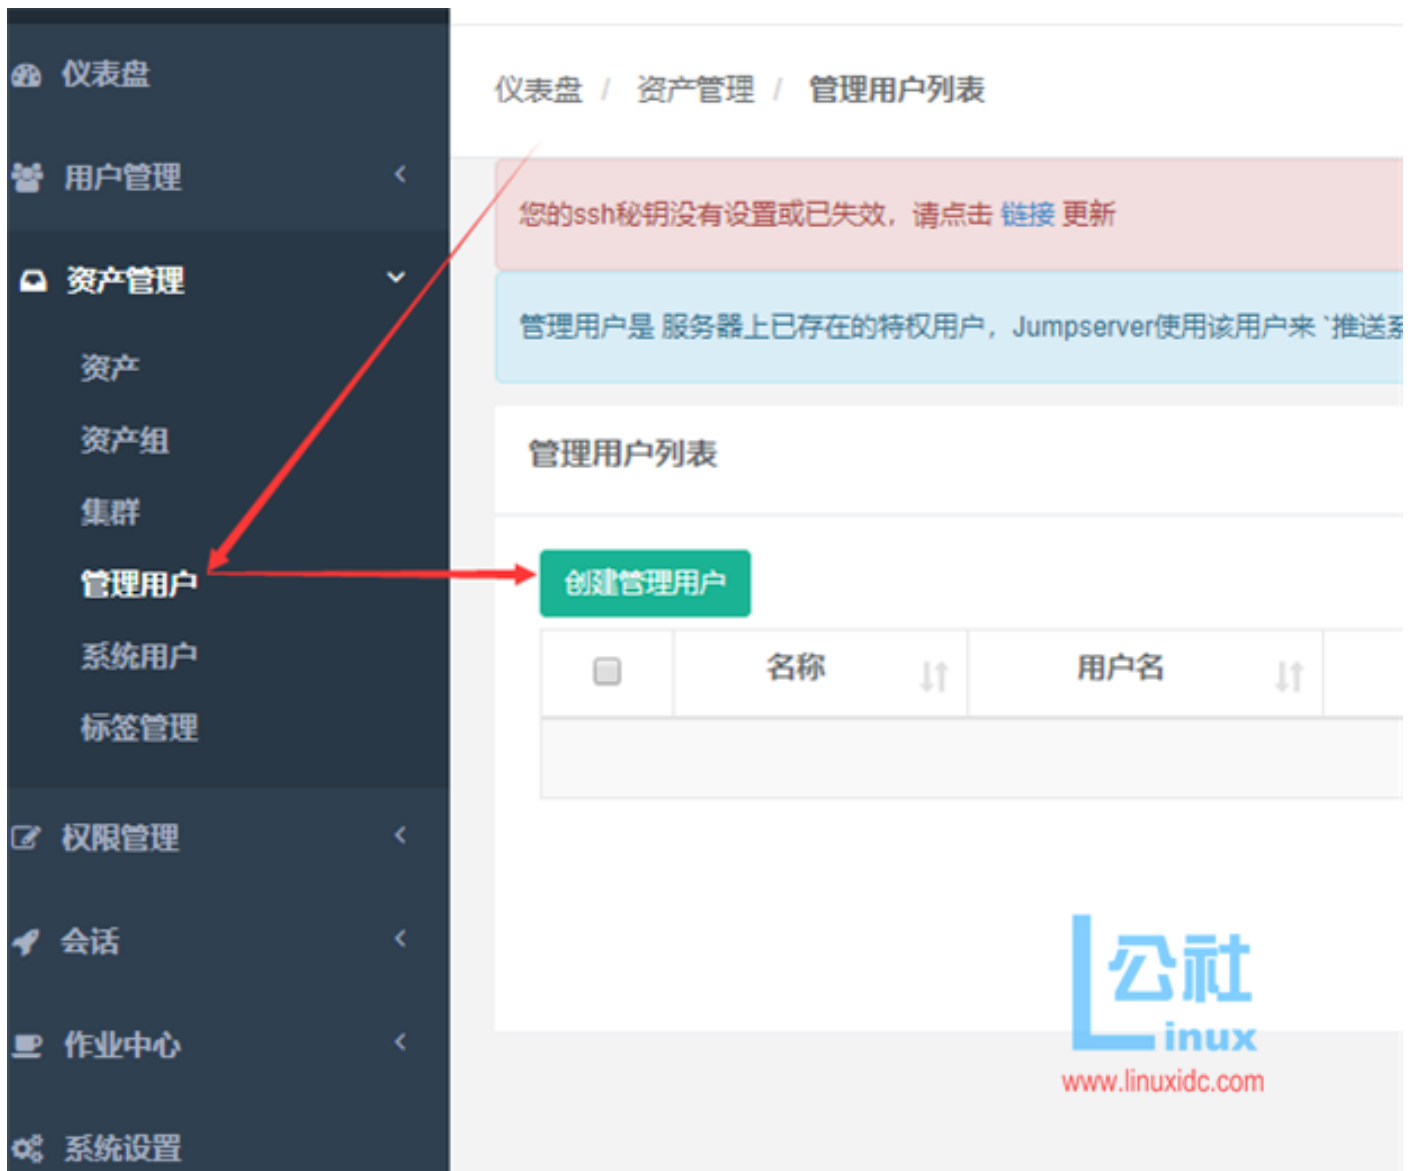 仪表盘
用户管理
资产管理
资产
资产组
集群
管理用户
系统用户
标签管理
权限管理
会话
作业中心
系统设置
仪表盘 / 资产管理 / 管理用户列表
您的ssh秘钥没有设置或已失效，请点击 链接 更新
管理用户是 服务器上已存在的特权用户，Jumpserver使用该用户来 `推送系
管理用户列表
创建管理用户
名称 用户名
公社
Linux
www.linuxidc.com